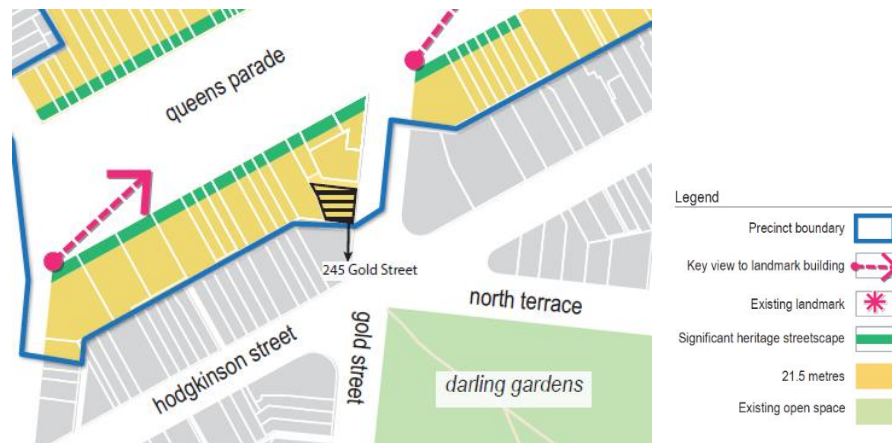 queens parade
245 Gold Street
north terrace
hodgkinson street
gold street
darling gardens
Legend
Precinct boundary
Key view to landmark building
Existing landmark
Significant heritage streetscape
21.5 metres
Existing open space